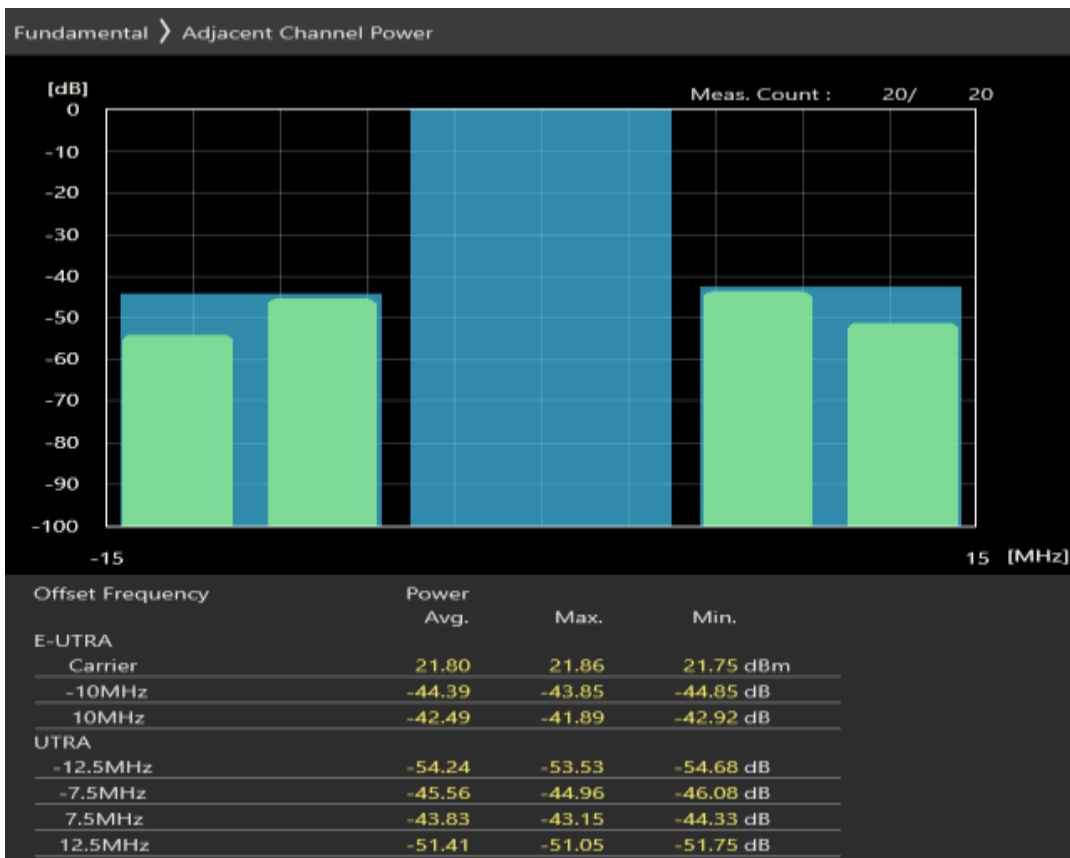 Fundamental 〉 Adjacent Channel Power
[dB]
Meas. Count : 20/ 20
0
-10
-20
-30
-40
-50
-60
-70
-80
-90
-100
-15 15 [MHz]
Offset Frequency Power
Avg. Max. Min.
E-UTRA
Carrier 21.80 21.86 21.75 dBm
-10MHz -44.39 -43.85 -44.85 dB
10MHz -42.49 -41.89 -42.92 dB
UTRA
-12.5MHz -54.24 -53.53 -54.68 dB
-7.5MHz -45.56 -44.96 -46.08 dB
7.5MHz -43.83 -43.15 -44.33 dB
12.5MHz -51.41 -51.05 -51.75 dB